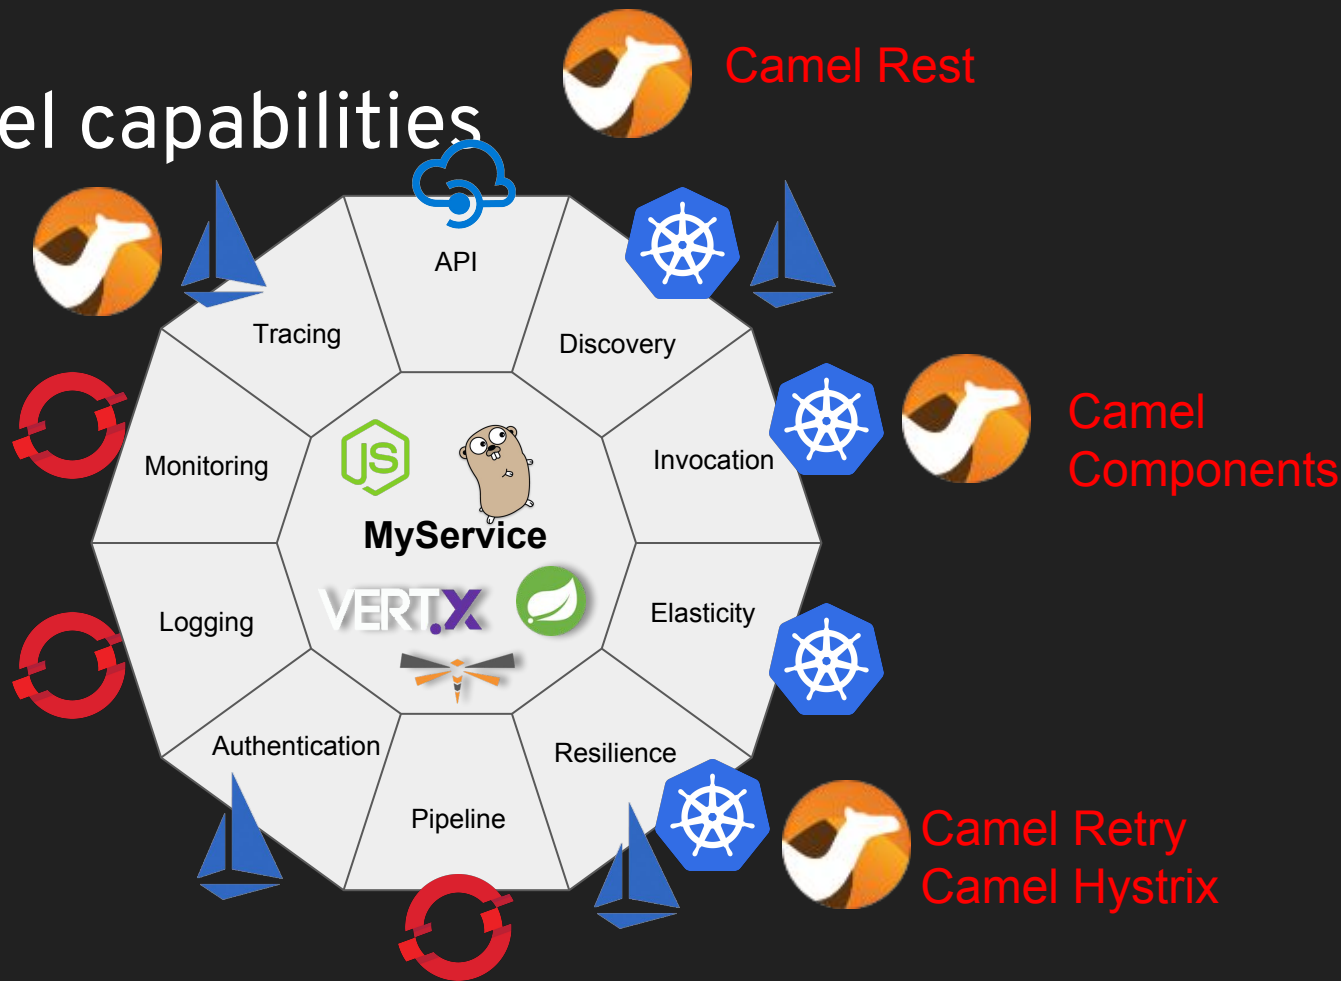 Camel Rest
el capabilities
API
Tracing
Discovery
Camel
Components
Monitoring
JS
Invocation
MyService
VERT.X
Logging
Elasticity
Authentication
Resilience
Pipeline
Camel Retry
Camel Hystrix